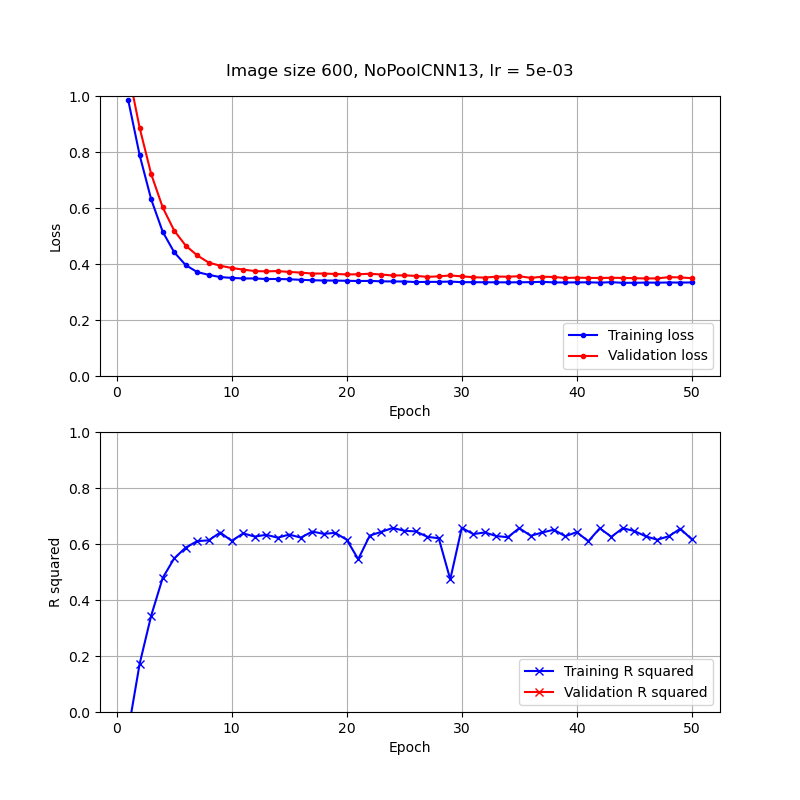 Image size 600, NoPoolCNN13, lr = 5e-03
1.0
0.8
0.6
0.4
0.2
0.0
Loss
Training loss
Validation loss
0 10 20 30 40 50
Epoch
1.0
0.8
0.6
0.4
0.2
0.0
R squared
Training R squared
Validation R squared
0 10 20 30 40 50
Epoch